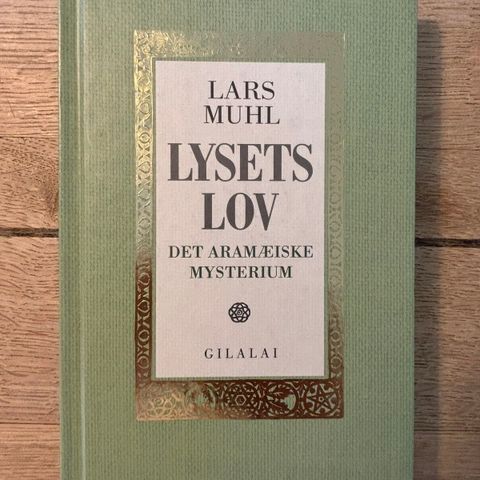 LARS
MUHL
LYSETS
LOV
DET ARAMÆISKE
MYSTERIUM
GILALAI